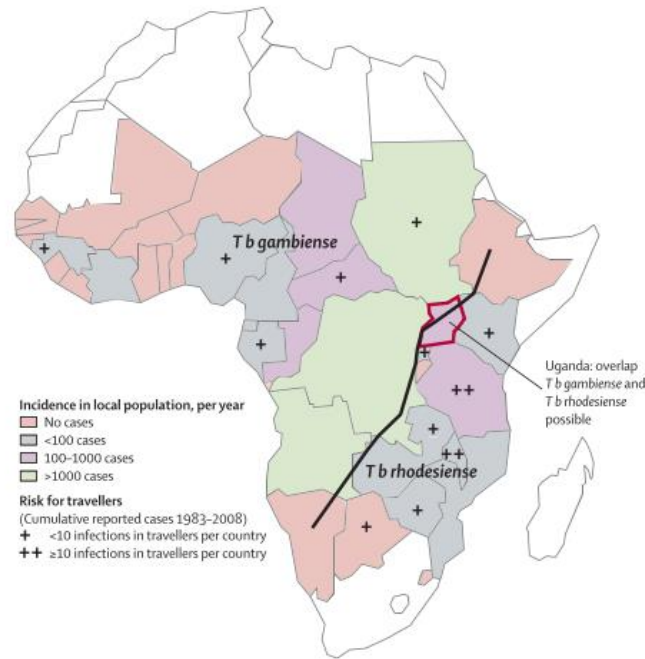 T b gambiense
+
+
+
+
+
+
+
++
+
++
+
+
T b rhodesiense
Uganda: overlap
T b gambiense and
T b rhodesiense
possible
Incidence in local population, per year
No cases
<100 cases
100–1000 cases
>1000 cases
Risk for travellers
(Cumulative reported cases 1983–2008)
+ <10 infections in travellers per country
++ ≥10 infections in travellers per country